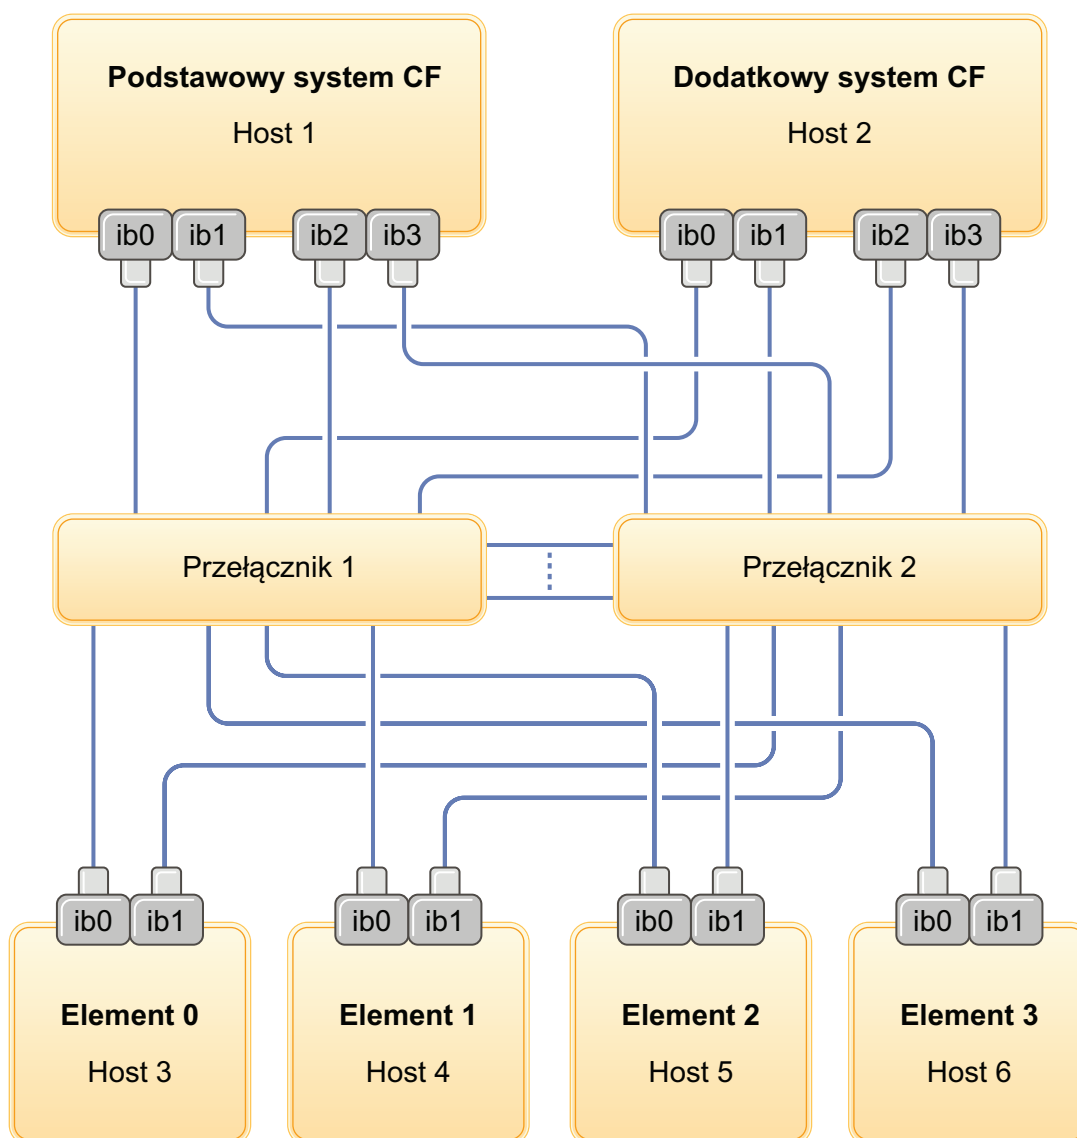 Podstawowy system CF
Host 1
ib0 ib1 ib2 ib3
Dodatkowy system CF
Host 2
ib0 ib1 ib2 ib3
Przełącznik 1
Przełącznik 2
ib0 ib1
Element 0
Host 3
ib0 ib1
Element 1
Host 4
ib0 ib1
Element 2
Host 5
ib0 ib1
Element 3
Host 6